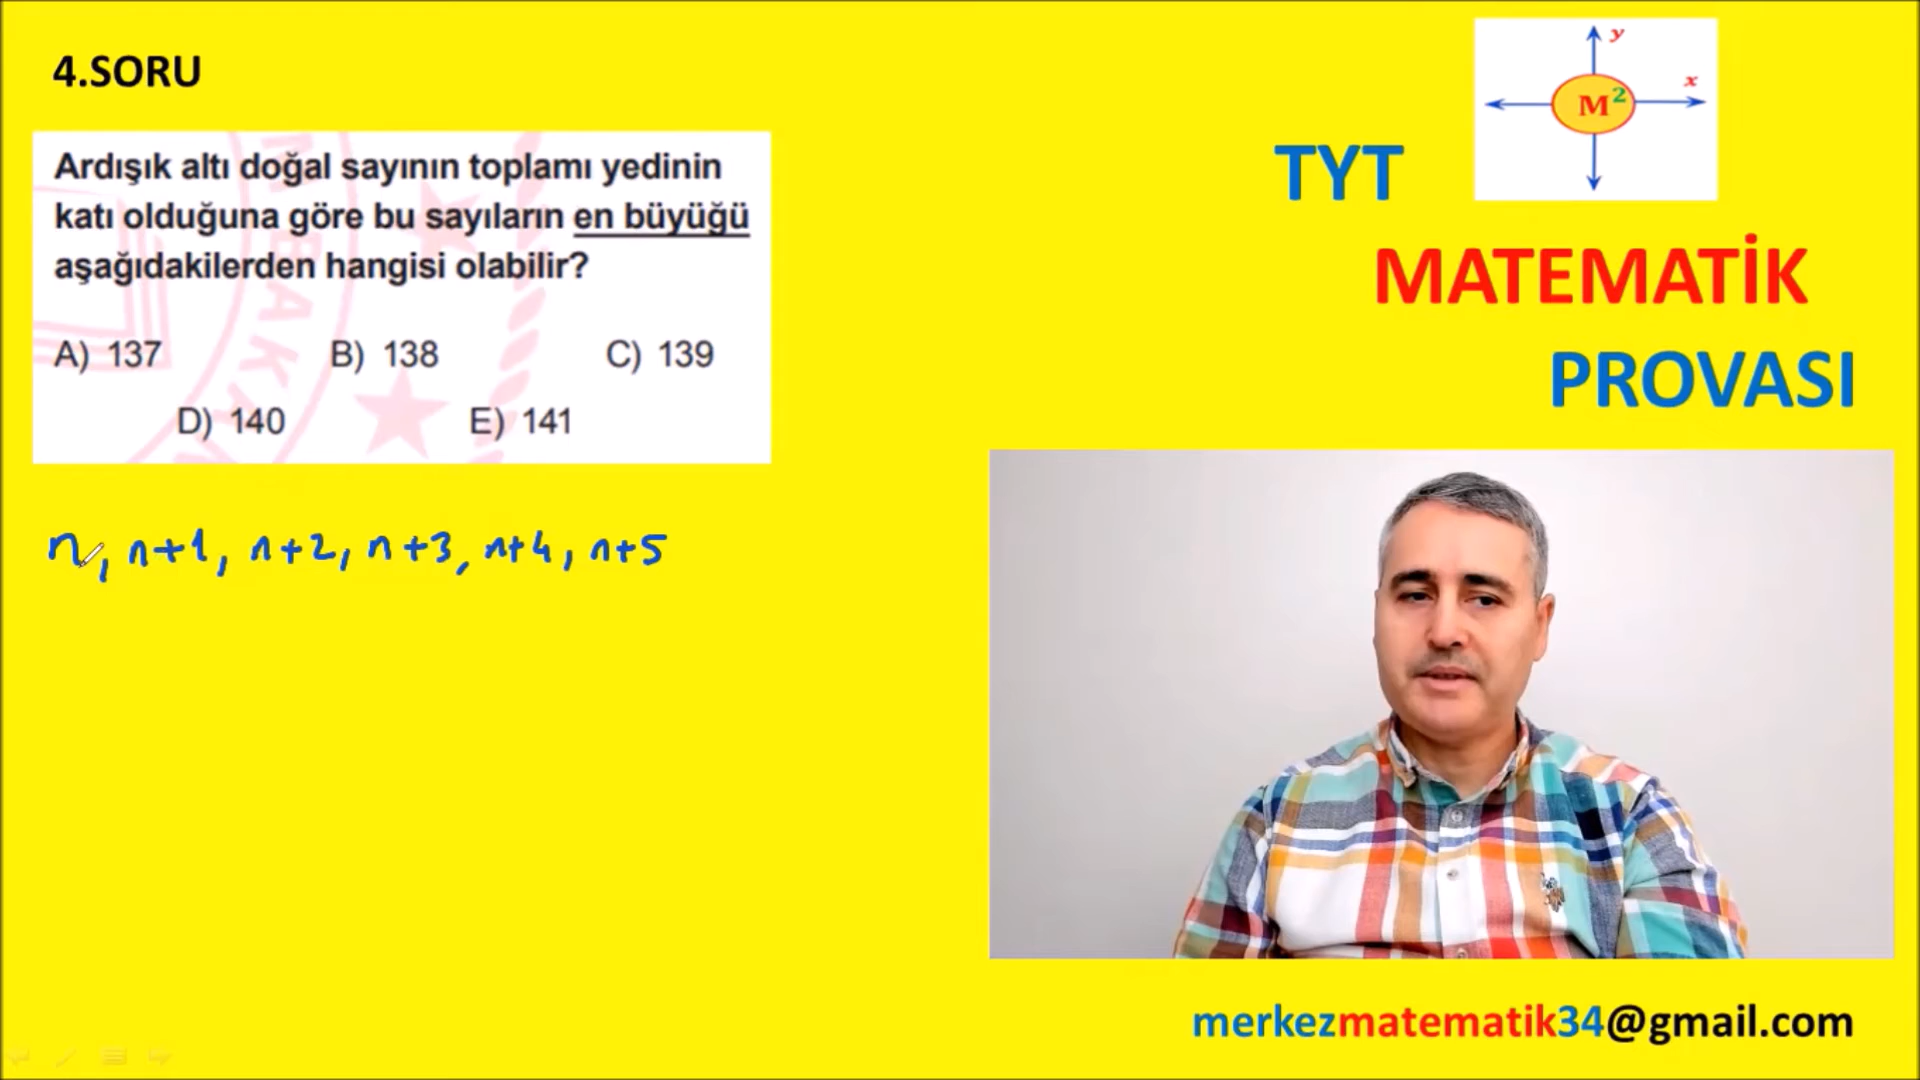 4.SORU
Ardışık altı doğal sayının toplamı yedinin
katı olduğuna göre bu sayıların en büyüğü
aşağıdakilerden hangisi olabilir?
A) 137 B) 138 C) 139
D) 140 E) 141
n, n+1, n+2, n+3, n+4, n+5
y
x
M²
TYT
MATEMATİK
PROVASI
merkezmatematik34@gmail.com